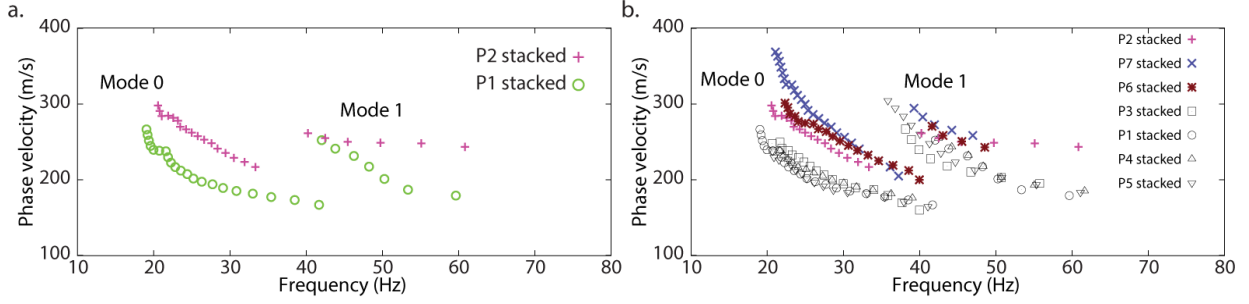 a.
400
300
200
100
Phase velocity (m/s)
10 20 30 40 50 60 70 80
Frequency (Hz)
Mode 0
Mode 1
P2 stacked
P1 stacked
b.
400
300
200
100
Phase velocity (m/s)
10 20 30 40 50 60 70 80
Frequency (Hz)
Mode 0
Mode 1
P2 stacked
P7 stacked
P6 stacked
P3 stacked
P1 stacked
P4 stacked
P5 stacked